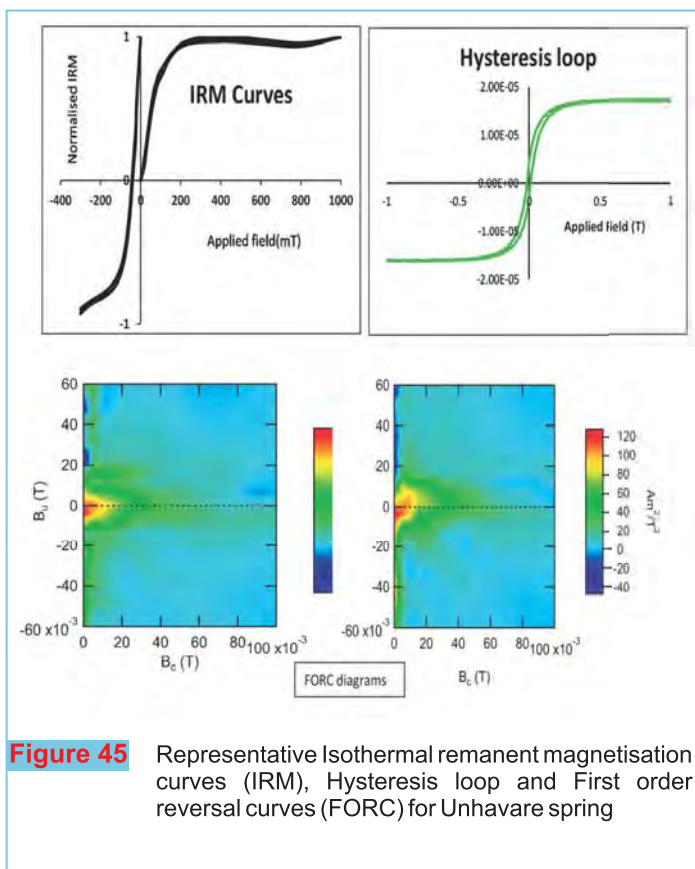 Normalised IRM
1
IRM Curves
0
-400 -200 0 200 400 600 800 1000
Applied field(mT)
-1
Hysteresis loop
2.00E-05
1.00E-05
0.00E+00
-1 -0.5 0 0.5 1
Applied field (T)
-1.00E-05
-2.00E-05
60
40
20
0
-20
-40
-60 x10-3
Bu (T)
0 20 40 60 80 100 x10-3
Bc (T)
60
40
20
0
-20
-40
-60 x10-3
0 20 40 60 80 100 x10-3
Bc (T)
120
100
80
60
40
20
0
-20
-40
Am2/T2
FORC diagrams
Figure 45 Representative Isothermal remanent magnetisation
curves (IRM), Hysteresis loop and First order
reversal curves (FORC) for Unhavare spring